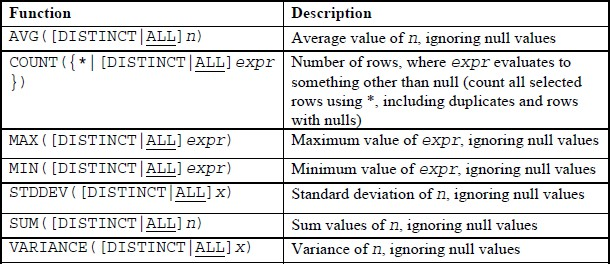 Function Description
AVG([DISTINCT|ALL]n) Average value of n, ignoring null values
COUNT({*|[DISTINCT|ALL]expr Number of rows, where expr evaluates to
}) something other than null (count all selected
rows using *, including duplicates and rows
with nulls)
MAX([DISTINCT|ALL]expr) Maximum value of expr, ignoring null values
MIN([DISTINCT|ALL]expr) Minimum value of expr, ignoring null values
STDDEV([DISTINCT|ALL]x) Standard deviation of n, ignoring null values
SUM([DISTINCT|ALL]n) Sum values of n, ignoring null values
VARIANCE([DISTINCT|ALL]x) Variance of n, ignoring null values